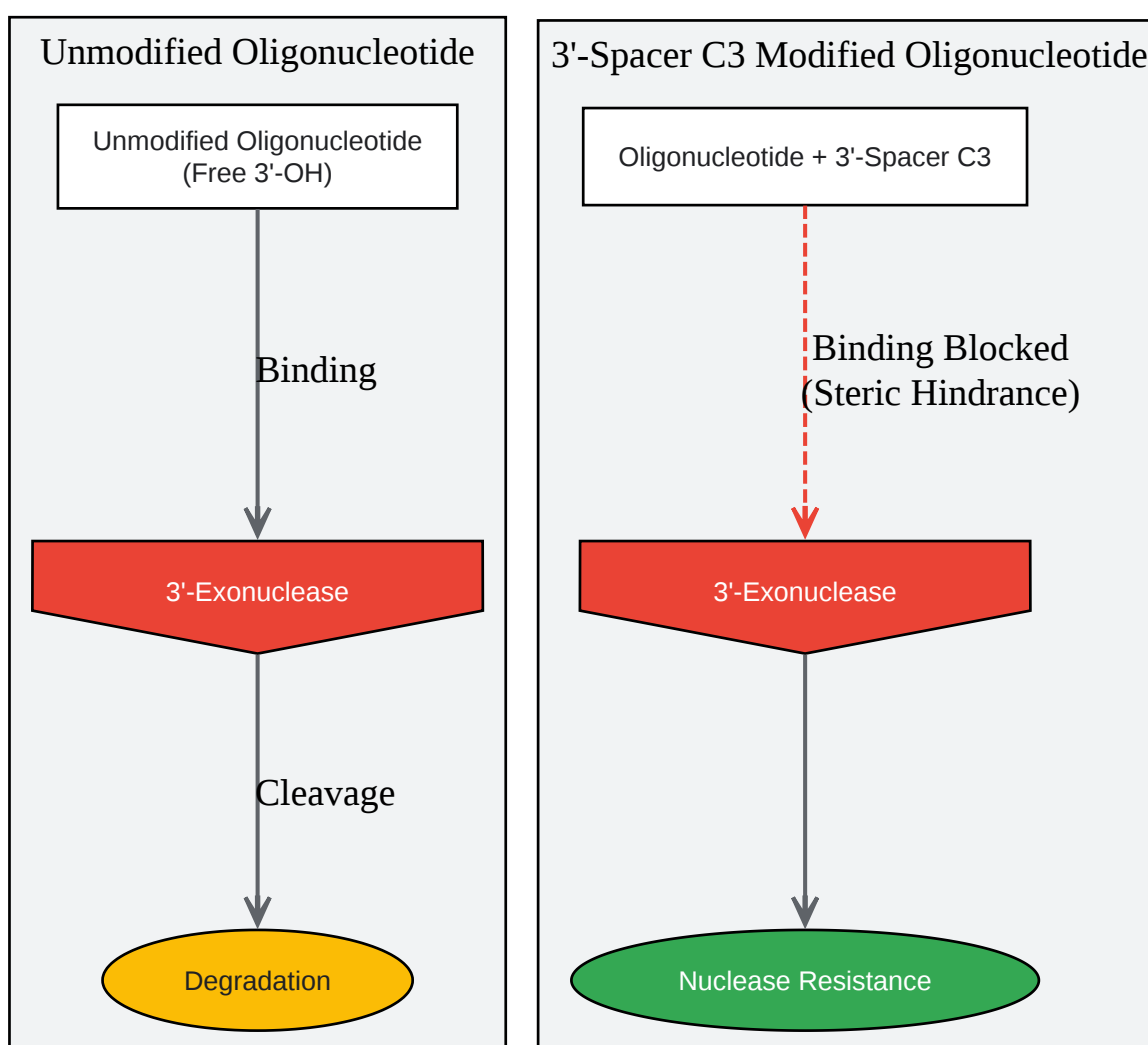 Unmodified Oligonucleotide
Unmodified Oligonucleotide
(Free 3'-OH)
Binding
3'-Exonuclease
Cleavage
Degradation
3'-Spacer C3 Modified Oligonucleotide
Oligonucleotide + 3'-Spacer C3
Binding Blocked
(Steric Hindrance)
3'-Exonuclease
Nuclease Resistance